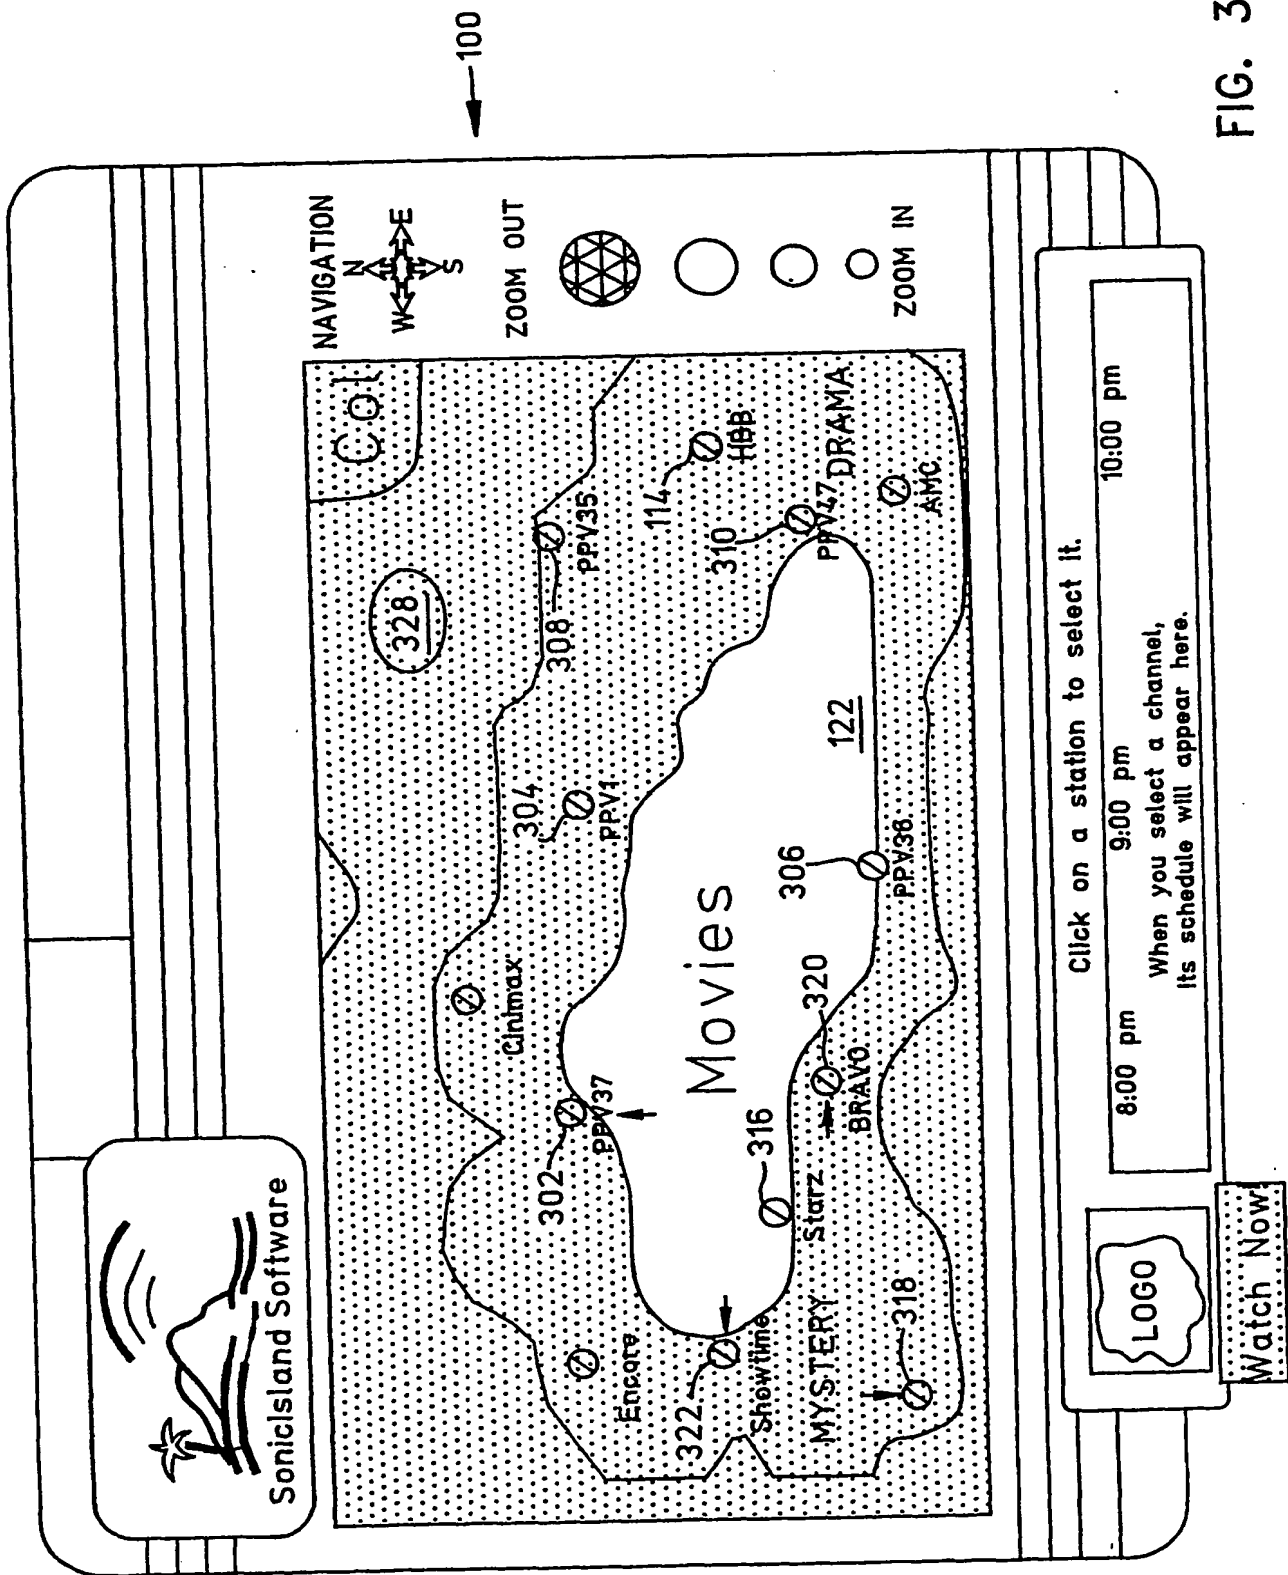 100
SonicIsland Software
NAVIGATION
N
W E
S
ZOOM OUT
ZOOM IN
Col
328
Cinimax
302
PPV37
304
PPV1
308
PPV35
Encore
114
HBB
310
PPV47
DRAMA
AMC
Movies
122
306
PPV36
322
Showtime
316
Starz
320
BRAVO
MYSTERY
318
Click on a station to select it.
8:00 pm 9:00 pm 10:00 pm
When you select a channel,
its schedule will appear here.
LOGO
Watch Now!
FIG. 3